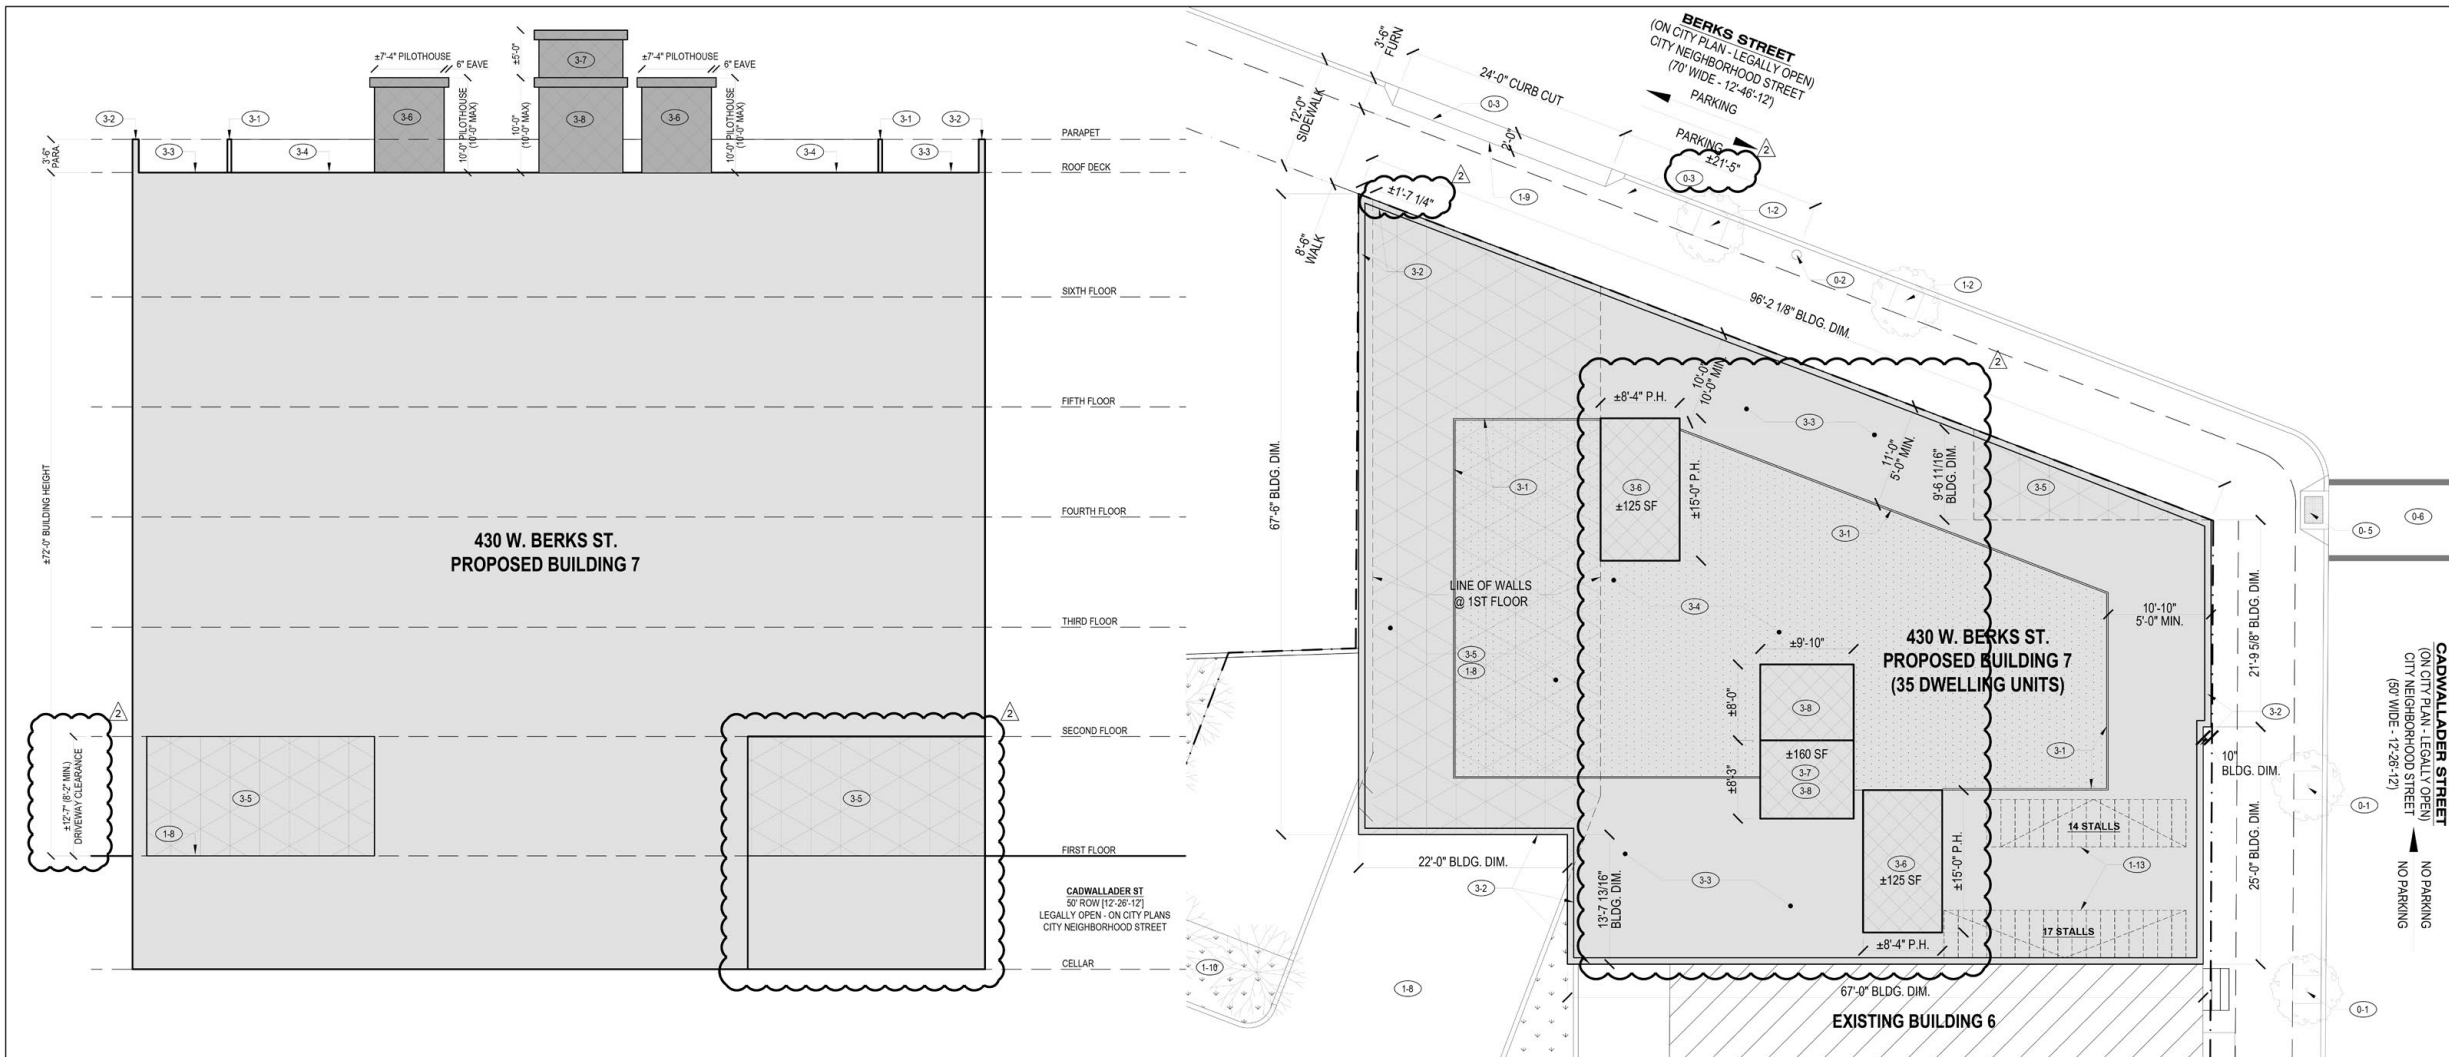 ±7'-4" PILOTHOUSE
6" EAVE
±5'-0"
3-7
±7'-4" PILOTHOUSE
6" EAVE
3-6
10'-0" PILOTHOUSE
(10'-0" MAX)
10'-0"
(10'-0" MAX)
3-8
3-6
10'-0" PILOTHOUSE
(10'-0" MAX)
3-2
3-1
3-1
3-2
3'-6"
PARA.
3-3
3-4
3-4
3-3
PARAPET
ROOF DECK
SIXTH FLOOR
FIFTH FLOOR
FOURTH FLOOR
THIRD FLOOR
SECOND FLOOR
FIRST FLOOR
CELLAR
±72'-0" BUILDING HEIGHT
430 W. BERKS ST.
PROPOSED BUILDING 7
2
±12'-7" (8'-2" MIN.)
DRIVEWAY CLEARANCE
3-5
1-8
3-5
2
CADWALLADER ST
50' ROW [12'-26'-12']
LEGALLY OPEN - ON CITY PLANS
CITY NEIGHBORHOOD STREET
BERKS STREET
(ON CITY PLAN - LEGALLY OPEN)
CITY NEIGHBORHOOD STREET
(70' WIDE - 12'-46'-12')
PARKING
PARKING
3'-6"
FURN
24'-0" CURB CUT
0-3
12'-0"
SIDEWALK
2'-0"
2
±21'-5"
0-3
2
±1'-7 1/4"
1-9
1-2
8'-6"
WALK
3-2
0-2
1-2
96'-2 1/8" BLDG. DIM.
67'-6" BLDG. DIM.
2
10'-0"
10'-0" MIN.
±8'-4" P.H.
3-3
11'-0"
5'-0" MIN.
9'-6 11/16"
BLDG. DIM.
3-1
3-6
±125 SF
±15'-0" P.H.
3-5
3-1
0-5
0-6
LINE OF WALLS
@ 1ST FLOOR
3-4
3-5
1-8
±9'-10"
430 W. BERKS ST.
PROPOSED BUILDING 7
(35 DWELLING UNITS)
10'-10"
5'-0" MIN.
21'-9 5/8" BLDG. DIM.
±8'-0"
3-8
±160 SF
3-7
3-8
±8'-3"
3-1
3-2
10"
BLDG. DIM.
CADWALLADER STREET
(ON CITY PLAN - LEGALLY OPEN)
CITY NEIGHBORHOOD STREET
(50' WIDE - 12'-26'-12')
NO PARKING
NO PARKING
0-1
14 STALLS
1-13
25'-0" BLDG. DIM.
22'-0" BLDG. DIM.
3-2
13'-7 13/16"
BLDG. DIM.
3-3
3-6
±125 SF
±15'-0" P.H.
17 STALLS
±8'-4" P.H.
1-10
1-8
67'-0" BLDG. DIM.
EXISTING BUILDING 6
0-1